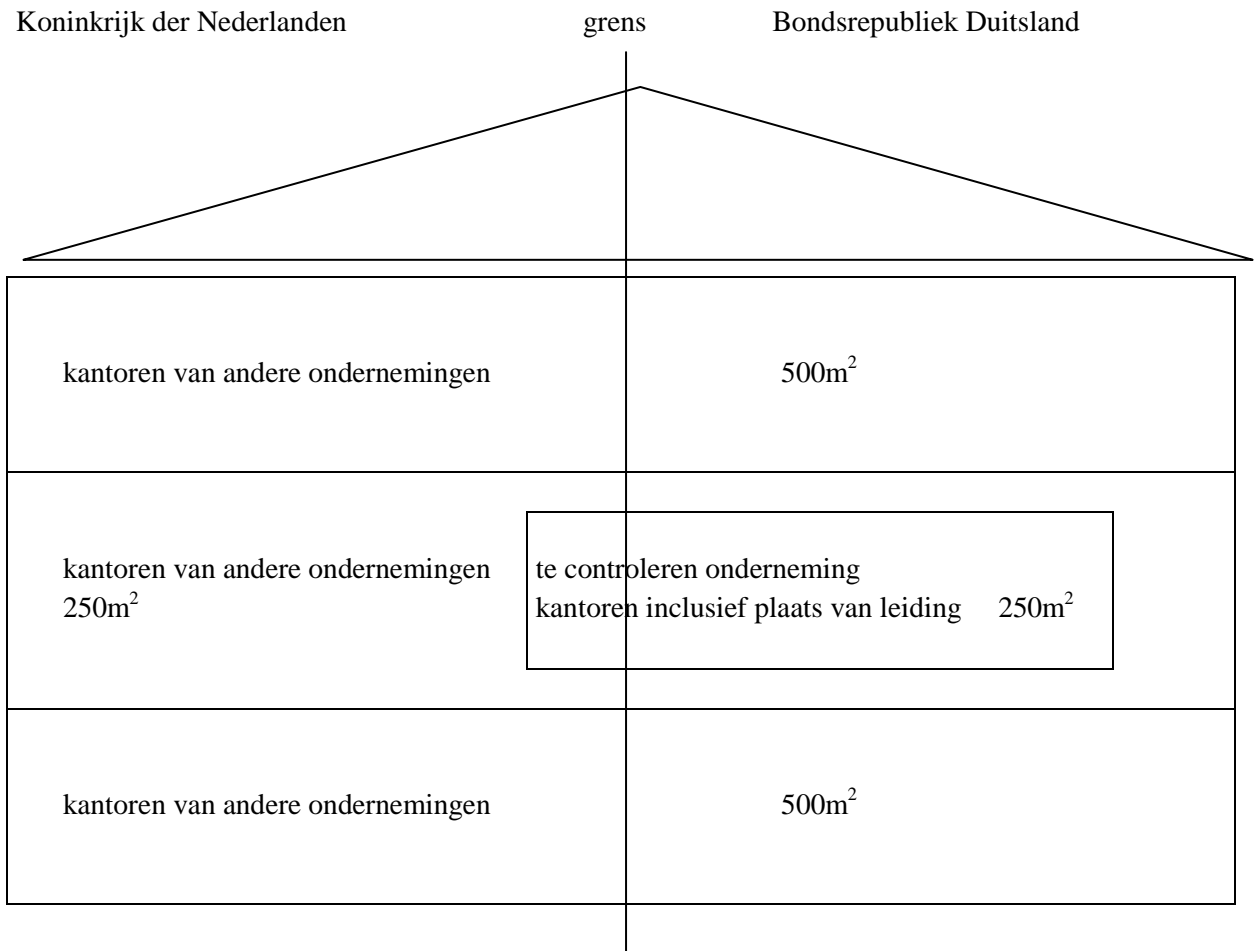 Koninkrijk der Nederlanden grens Bondsrepubliek Duitsland
kantoren van andere ondernemingen 500m²
kantoren van andere ondernemingen te controleren onderneming
250m² kantoren inclusief plaats van leiding 250m²
kantoren van andere ondernemingen 500m²